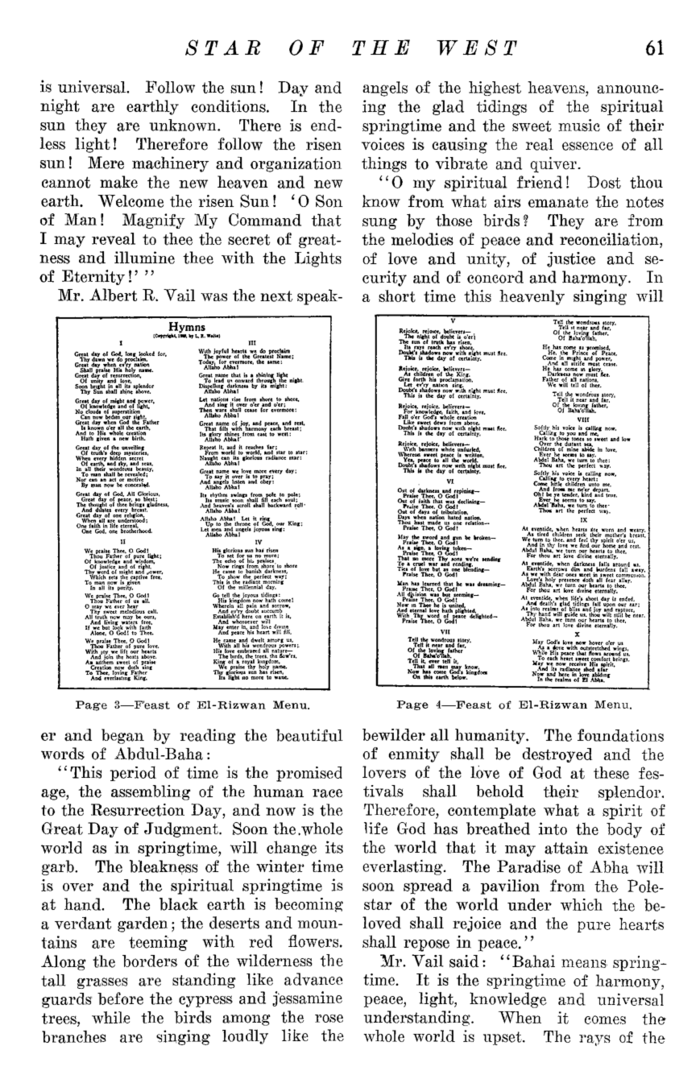 STAR OF THE WEST 61
is universal. Follow the sun! Day and
night are earthly conditions. In the
sun they are unknown. There is end-
less light! Therefore follow the risen
sun! Mere machinery and organization
cannot make the new heaven and new
earth. Welcome the risen Sun! ‘O Son
of Man! Magnify My Command that
I may reveal to thee the secret of great-
ness and illumine thee with the Lights
of Eternity!’ ”
Mr. Albert R. Vail was the next speak-
Hymns
I
Great day of God, long looked for,
Thy dawn we do proclaim.
Great day when ev'ry nation
Shall praise His holy name.
Great day of resurrection,
Of unity and love,
Seen bright in all its splendor
Thy Sun shall shine above.
Great day of might and power,
Of knowledge and of light,
No clouds of superstition
Can now bedim our sight.
Great day when God the Father
Is known o'er all the earth,
And to His whole creation
Hath given a new birth.
Great day of the unveiling
Of truth's deep mysteries,
When every hidden secret
Of earth, and sky, and seas,
In all their wondrous beauty,
To man shall be revealed;
Nor can an act or motive
By man now be concealed.
Great day of God, All Glorious,
Great day of peace, so blest;
The thought of thee brings gladness,
And elates every breast.
Great day of one religion,
When all are understood;
One faith in life eternal,
One God, one brotherhood.
II
We praise Thee, O God!
Thou Father of pure light;
Of knowledge and wisdom,
Of justice and of right.
Thy word of might and power,
Which sets the captive free,
To man now is given
In all its purity.
We praise Thee, O God!
Thou Father of us all.
O may we ever hear
Thy sweet melodious call.
All truth now may be ours,
And living waters free,
If we but look with faith
Alone, O God! to Thee.
We praise Thee, O God!
Thou Father of pure love.
With joy we lift our hearts
And join the hosts above.
An anthem sweet of praise
Creation now doth sing
To Thee, loving Father
And everlasting King.
III
With joyful hearts we do proclaim
The power of the Greatest Name;
Today, for evermore, the same:
Allaho Abha!
Great name that is a shining light
To lead us onward through the night.
Dispelling darkness by its might:
Allaho Abha!
Let nations rise from shore to shore,
And sing it over o'er and o'er;
Then wars shall cease for evermore:
Allaho Abha!
Great name of joy, and peace, and rest,
That fills with harmony each breast;
Its glory shines from east to west:
Allaho Abha!
Repeat it, and it reaches far;
From world to world, and star to star;
Naught can its glorious radiance mar:
Allaho Abha!
Great name we love more every day;
To say it over is to pray;
And angels listen and obey:
Allaho Abha!
Its rhythm swings from pole to pole;
Its music soon shall fill each soul;
And heaven's scroll shall backward roll:
Allaho Abha!
Allaho Abha! Let it ring
Up to the throne of God, our King;
Let men and angels joyous sing:
Allaho Abha!
IV
His glorious sun has risen
To set for us no more;
The echo of his praises
Now rings from shore to shore
He came to banish darkness,
To show the perfect way;
This is the radiant morning
Of the millennial day.
Go tell the joyous tidings:
His kingdom now hath come!
Wherein all pain and sorrow,
And ev'ry doubt
Establish'd here on earth it is,
And whosoever will
May enter in, and love divine
And peace his heart will fill.
He came and dwelt among us,
With all his wondrous powers;
His love embraced all nature—
The birds, the trees, the flow'rs.
King of a royal kingdom,
We praise thy holy name,
Thy glorious sun has risen,
Its light no more to wane.
Page 3—Feast of El-Rizwan Menu.
er and began by reading the beautiful
words of Abdul-Baha:
“This period of time is the promised
age, the assembling of the human race
to the Resurrection Day, and now is the
Great Day of Judgment. Soon the whole
world as in springtime, will change its
garb. The bleakness of the winter time
is over and the spiritual springtime is
at hand. The black earth is becoming
a verdant garden; the deserts and moun-
tains are teeming with red flowers.
Along the borders of the wilderness the
tall grasses are standing like advance
guards before the cypress and jessamine
trees, while the birds among the rose
branches are singing loudly like the
angels of the highest heavens, announc-
ing the glad tidings of the spiritual
springtime and the sweet music of their
voices is causing the real essence of all
things to vibrate and quiver.
“O my spiritual friend! Dost thou
know from what airs emanate the notes
sung by those birds? They are from
the melodies of peace and reconciliation,
of love and unity, of justice and se-
curity and of concord and harmony. In
a short time this heavenly singing will
V
Rejoice, rejoice, believers—
The night of doubt is o'er;
The sun of truth has risen,
Its rays reach ev'ry shore.
Doubt's shadows now with night must flee.
This is the day of certainty.
Rejoice, rejoice, believers,
As children of the King.
Give forth his proclamation.
Let ev'ry nation sing.
Doubt's shadows now with night must flee.
This is the day of certainty.
Rejoice, rejoice, believers—
For knowledge, faith, and love,
Fall o'er God's whole creation
Like sweet dews from above.
Doubt's shadows now with night must flee.
This is the day of certainty.
Rejoice, rejoice, believers,
With banners white unfurled,
Whereon sweet peace is written,
Yes, peace to all the world.
Doubt's shadows now with night must flee.
This is the day of certainty.
VI
Out of darkness and repining—
Praise Thee, O God!
Out of faith that was declining—
Praise Thee, O God!
Out of days of tribulation,
Days when nation hated nation,
Thou hast made us one relation—
Praise Thee, O God!
May the sword and gun be broken—
Praise Thee, O God!
As a sign, a loving token—
Praise Thee, O God!
That no more Thy sons we're sending
To a cruel war and rending,
Ties of love but as one blending—
Praise Thee, O God!
Man has learned that he was dreaming—
Praise Thee, O God!
All division was but seeming—
Praise Thee, O God!
Now in Thee he is united,
And eternal love hath plighted,
With Thy word of peace delighted—
Praise Thee, O God!
VII
Tell the wondrous story,
Tell it near and far,
Of the loving father
Of Baha'o'llah.
Tell it, over tell it,
That all men may know,
How has come God's kingdom
On this earth below.
Tell the wondrous story,
Tell it near and far,
Of the loving father,
Of Baha'o'llah.
He has come as promised,
He, the Prince of Peace,
Came in might and power,
And all strife must cease.
He has come in glory,
Darkness now must flee.
Father of all nations,
We will tell of thee.
Tell the wondrous story,
Tell it near and far,
Of the loving father,
Of Baha'o'llah.
VIII
Softly his voice is calling now,
Calling to you and me,
Hark to those tones so sweet and low
Over the distant sea.
Children of mine abide in love,
Ever he seems to say.
Abdul Baha, we turn to thee:
Thou art the perfect way.
Softly his voice is calling now,
Calling to every heart:
Come little children unto me,
And from me ne'er depart.
Oh! be ye tender, kind and true,
Ever he seems to say.
Abdul Baha, we turn to thee:
Thou art the perfect way.
IX
At eventide, when hearts are worn and weary,
As tired children seek their mother's breast,
We turn to thee, and feel thy spirit o'er us,
And in thy love we find our home and rest.
Abdul Baha, we turn our hearts to thee,
For thou art love divine eternally.
At eventide, when darkness falls around us,
Earth's sorrows dim and burdens fall away,
As we with dear ones meet in sweet communion,
Love's holy presence doth all fear allay.
Abdul Baha, we turn our hearts to thee,
For thou art love divine eternally.
At eventide, when life's short day is ended,
And death's glad tidings fall upon our ear;
As into realms of bliss and joy and rapture,
Thy hand will guide us, thou wilt still be near.
Abdul Baha, we turn our hearts to thee,
For thou art love divine eternally.
X
May God's love now hover o'er us
As a dove with outstretched wings,
While His peace that flows around us,
To each heart sweet comfort brings.
May we now receive His spirit,
And its radiance shed afar
Now and here in love abiding
In the realms of El Abha.
Page 4—Feast of El-Rizwan Menu.
bewilder all humanity. The foundations
of enmity shall be destroyed and the
lovers of the love of God at these fes-
tivals shall behold their splendor.
Therefore, contemplate what a spirit of
life God has breathed into the body of
the world that it may attain existence
everlasting. The Paradise of Abha will
soon spread a pavilion from the Pole-
star of the world under which the be-
loved shall rejoice and the pure hearts
shall repose in peace.”
Mr. Vail said: “Bahai means spring-
time. It is the springtime of harmony,
peace, light, knowledge and universal
understanding. When it comes the
whole world is upset. The rays of the